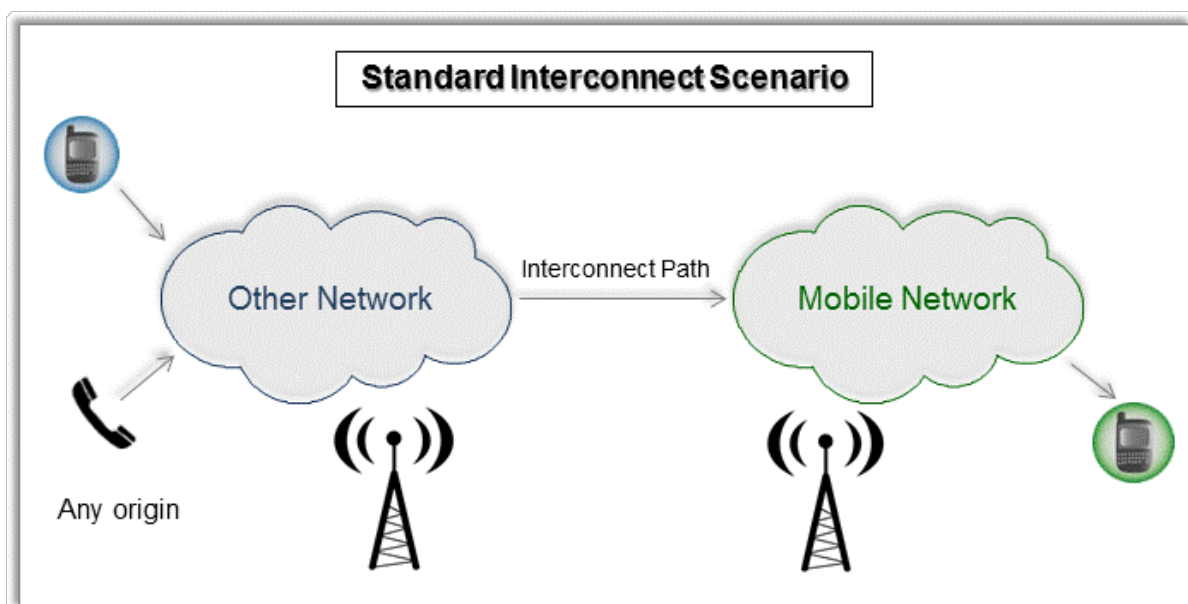 Standard Interconnect Scenario
Interconnect Path
Other Network
Mobile Network
Any origin